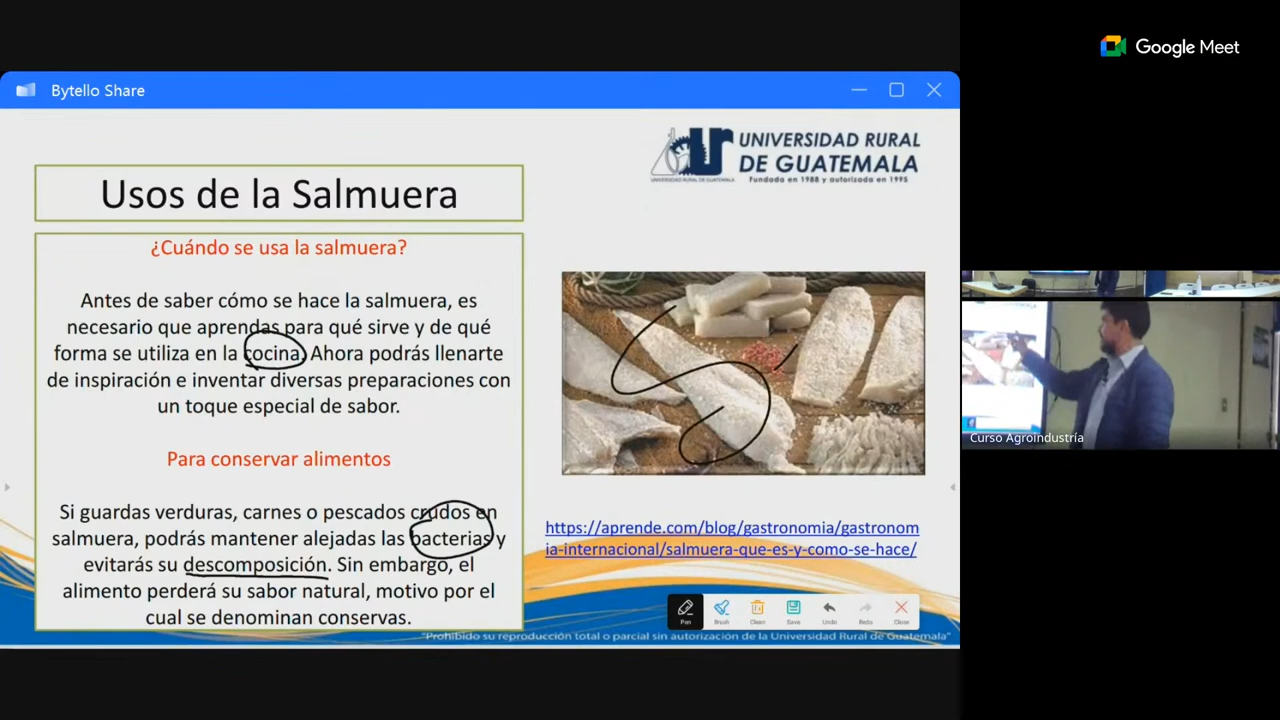 Google Meet
Bytello Share
UNIVERSIDAD RURAL
DE GUATEMALA
Fundada en 1988 y autorizada en 1995
UNIVERSIDAD RURAL DE GUATEMALA
Usos de la Salmuera
¿Cuándo se usa la salmuera?
Antes de saber cómo se hace la salmuera, es
necesario que aprendas para qué sirve y de qué
forma se utiliza en la cocina. Ahora podrás llenarte
de inspiración e inventar diversas preparaciones con
un toque especial de sabor.
Para conservar alimentos
Si guardas verduras, carnes o pescados crudos en
salmuera, podrás mantener alejadas las bacterias y
evitarás su descomposición. Sin embargo, el
alimento perderá su sabor natural, motivo por el
cual se denominan conservas.
https://aprende.com/blog/gastronomia/gastronom
ia-internacional/salmuera-que-es-y-como-se-hace/
Pen Brush Clean Save Undo Redo Close
"Prohibido su reproducción total o parcial sin autorización de la Universidad Rural de Guatemala"
Curso Agroindustría